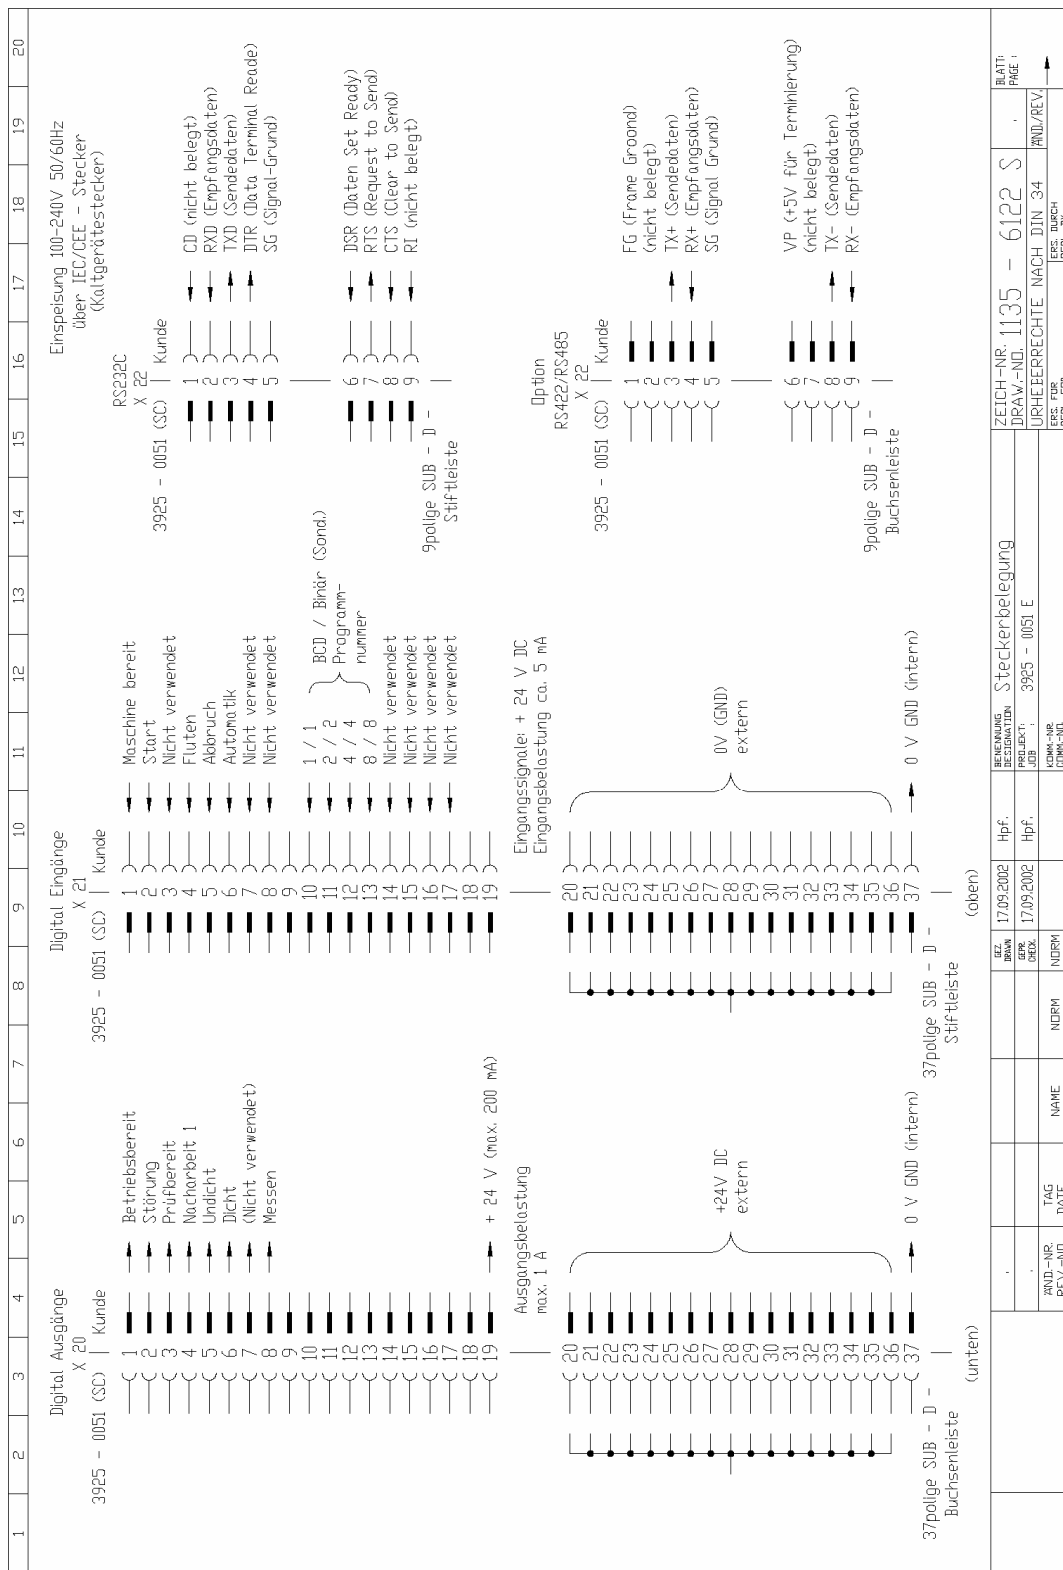 1 2 3 4 5 6 7 8 9 10 11 12 13 14 15 16 17 18 19 20
Digital Ausgänge
X 20
3925 - 0051 (SC) | Kunde
1 Betriebsbereit
2 Störung
3 Prüfbereit
4 Nacharbeit 1
5 Undicht
6 Dicht
7 (Nicht verwendet)
8 Messen
9
10
11
12
13
14
15
16
17
18
19 + 24 V (max. 200 mA)
Ausgangsbelastung
max. 1 A
20
21
22
23
24
25
26
27
28
29
30
31
32
33
34
35
36
+24V DC
extern
37 0 V GND (intern)
37polige SUB - D -
Buchsenleiste
(unten)
Digital Eingänge
X 21
3925 - 0051 (SC) | Kunde
1 Maschine bereit
2 Start
3 Nicht verwendet
4 Fluten
5 Abbruch
6 Automatik
7 Nicht verwendet
8 Nicht verwendet
9
10 1 / 1
11 2 / 2
12 4 / 4
13 8 / 8
BCD / Binär (Sond.)
Programm-
nummer
14 Nicht verwendet
15 Nicht verwendet
16 Nicht verwendet
17 Nicht verwendet
18
19
Eingangssignale: + 24 V DC
Eingangsbelastung ca. 5 mA
20
21
22
23
24
25
26
27
28
29
30
31
32
33
34
35
36
0V (GND)
extern
37 0 V GND (intern)
37polige SUB - D -
Stiftleiste
(oben)
Einspeisung 100-240V 50/60Hz
über IEC/CEE - Stecker
(Kaltgerätestecker)
RS232C
X 22
3925 - 0051 (SC) | Kunde
1 CD (nicht belegt)
2 RXD (Empfangsdaten)
3 TXD (Sendedaten)
4 DTR (Data Terminal Reade)
5 SG (Signal-Grund)
6 DSR (Daten Set Ready)
7 RTS (Request to Send)
8 CTS (Clear to Send)
9 RI (nicht belegt)
9polige SUB - D -
Stiftleiste
Option
RS422/RS485
X 22
3925 - 0051 (SC) | Kunde
1 FG (Frame Groond)
2 (nicht belegt)
3 TX+ (Sendedaten)
4 RX+ (Empfangsdaten)
5 SG (Signal Grund)
6 VP (+5V für Terminierung)
7 (nicht belegt)
8 TX- (Sendedaten)
9 RX- (Empfangsdaten)
9polige SUB - D -
Buchsenleiste
ÄND.-NR.
REV.-NO.
TAG
DATE
NAME
NORM
NORM
GEZ. DRAWN 17.09.2002 Hpf.
GEPR. CHECK. 17.09.2002 Hpf.
BENENNUNG
DESIGNATION Steckerbelegung
PROJEKT:
JOB : 3925 - 0051 E
KOMM.-NR.
COMM.-NO.
ZEICH-NR.
DRAW.-NO. 1135 - 6122 S
URHEBERRECHTE NACH DIN 34
ERS. FÜR
ERS. DURCH
BLATT:
PAGE :
ÄND./REV.